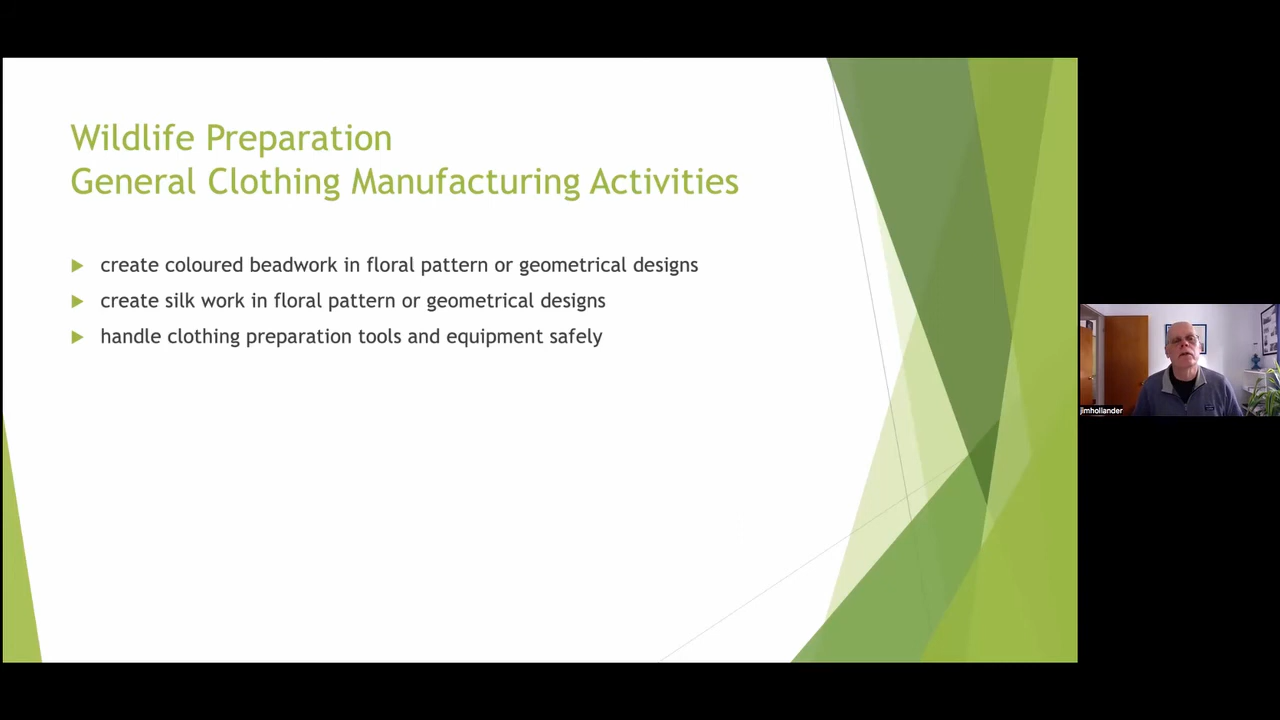 Wildlife Preparation
General Clothing Manufacturing Activities
create coloured beadwork in floral pattern or geometrical designs
create silk work in floral pattern or geometrical designs
handle clothing preparation tools and equipment safely
jimhollander